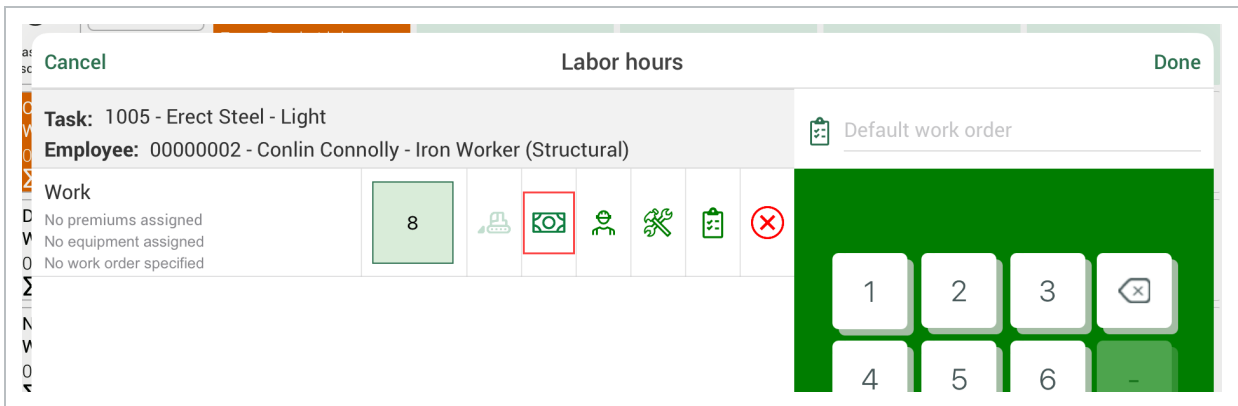 Cancel
Labor hours
Done
Task: 1005 - Erect Steel - Light
Employee: 00000002 - Conlin Connolly - Iron Worker (Structural)
Default work order
Work
No premiums assigned
No equipment assigned
No work order specified
8
1
2
3
4
5
6
-